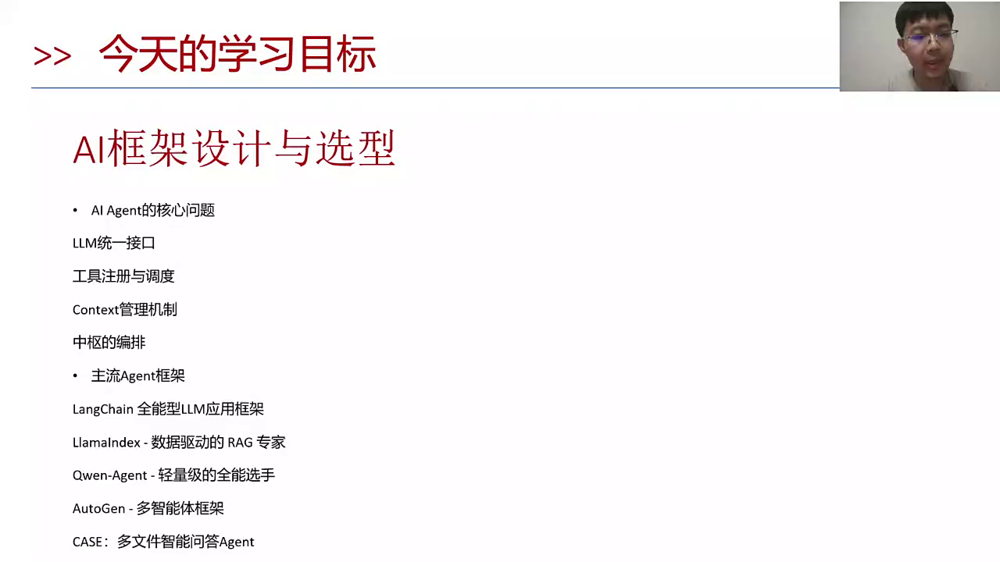 >> 今天的学习目标
AI框架设计与选型
• AI Agent的核心问题
LLM统一接口
工具注册与调度
Context管理机制
中枢的编排
• 主流Agent框架
LangChain 全能型LLM应用框架
LlamaIndex - 数据驱动的 RAG 专家
Qwen-Agent - 轻量级的全能选手
AutoGen - 多智能体框架
CASE：多文件智能问答Agent